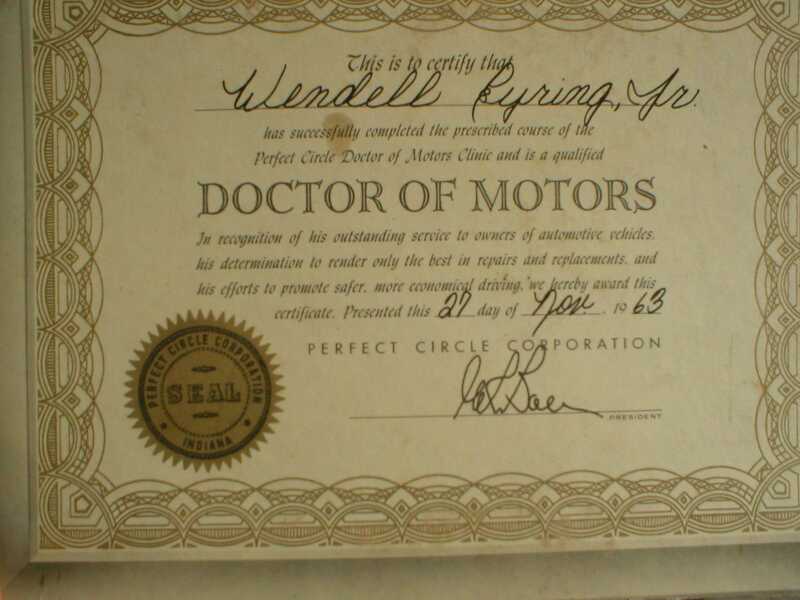 This is to certify that
Wendell Eyring, Jr.
has successfully completed the prescribed course of the
Perfect Circle Doctor of Motors Clinic and is a qualified
DOCTOR OF MOTORS
In recognition of his outstanding service to owners of automotive vehicles,
his determination to render only the best in repairs and replacements, and
his efforts to promote safer, more economical driving, we hereby award this
certificate. Presented this 27 day of Nov. , 19 63
PERFECT CIRCLE CORPORATION
PRESIDENT
PERFECT CIRCLE CORPORATION
SEAL
INDIANA